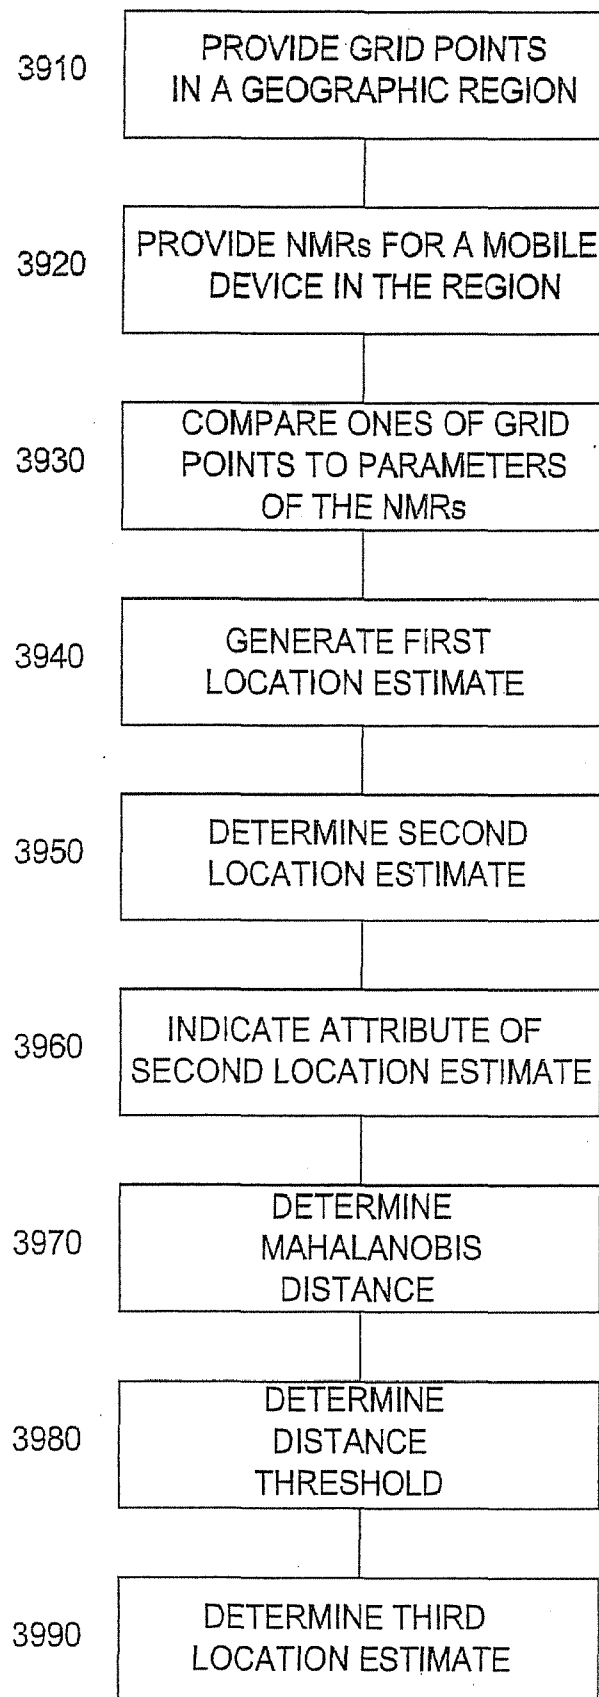 3910
PROVIDE GRID POINTS
IN A GEOGRAPHIC REGION
3920
PROVIDE NMRs FOR A MOBILE
DEVICE IN THE REGION
3930
COMPARE ONES OF GRID
POINTS TO PARAMETERS
OF THE NMRs
3940
GENERATE FIRST
LOCATION ESTIMATE
3950
DETERMINE SECOND
LOCATION ESTIMATE
3960
INDICATE ATTRIBUTE OF
SECOND LOCATION ESTIMATE
3970
DETERMINE
MAHALANOBIS
DISTANCE
3980
DETERMINE
DISTANCE
THRESHOLD
3990
DETERMINE THIRD
LOCATION ESTIMATE